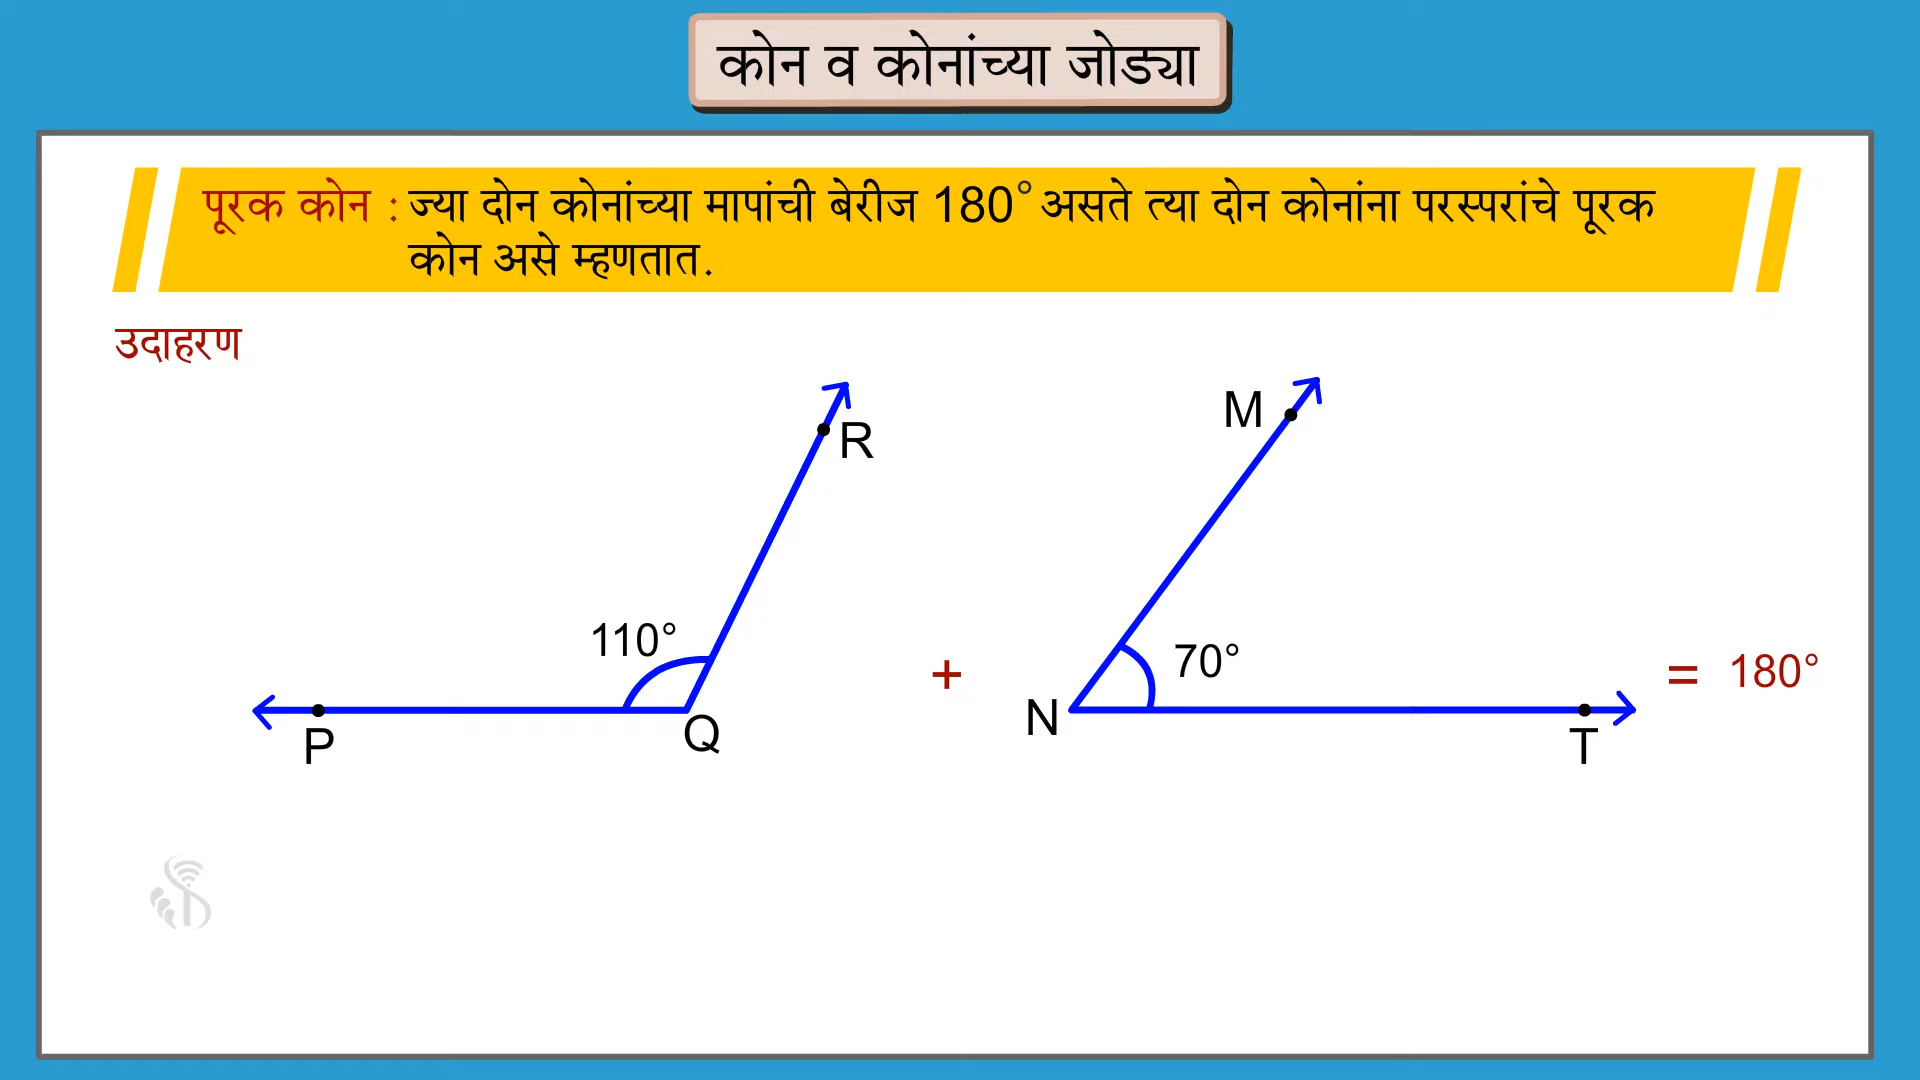 कोन व कोनांच्या जोड्या
पूरक कोन : ज्या दोन कोनांच्या मापांची बेरीज 180° असते त्या दोन कोनांना परस्परांचे पूरक
कोन असे म्हणतात.
उदाहरण
M
R
110°
70°
+
= 180°
N
Q
P
T